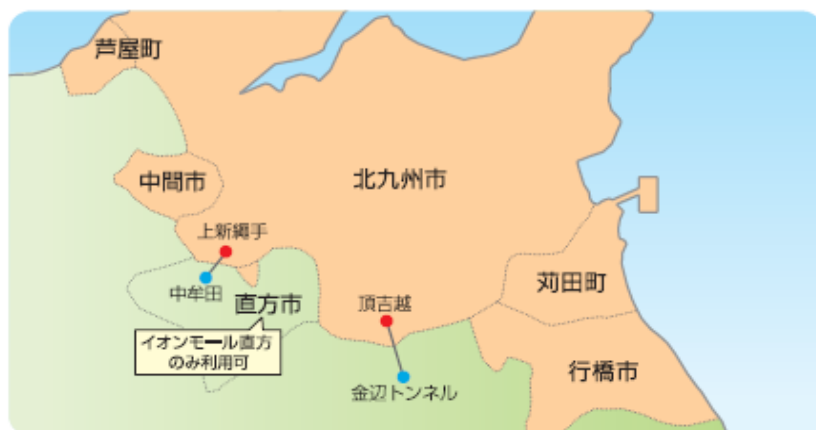 芦屋町
中間市
北九州市
上新縄手
中牟田
直方市
頂吉越
苅田町
イオンモール直方
のみ利用可
行橋市
金辺トンネル